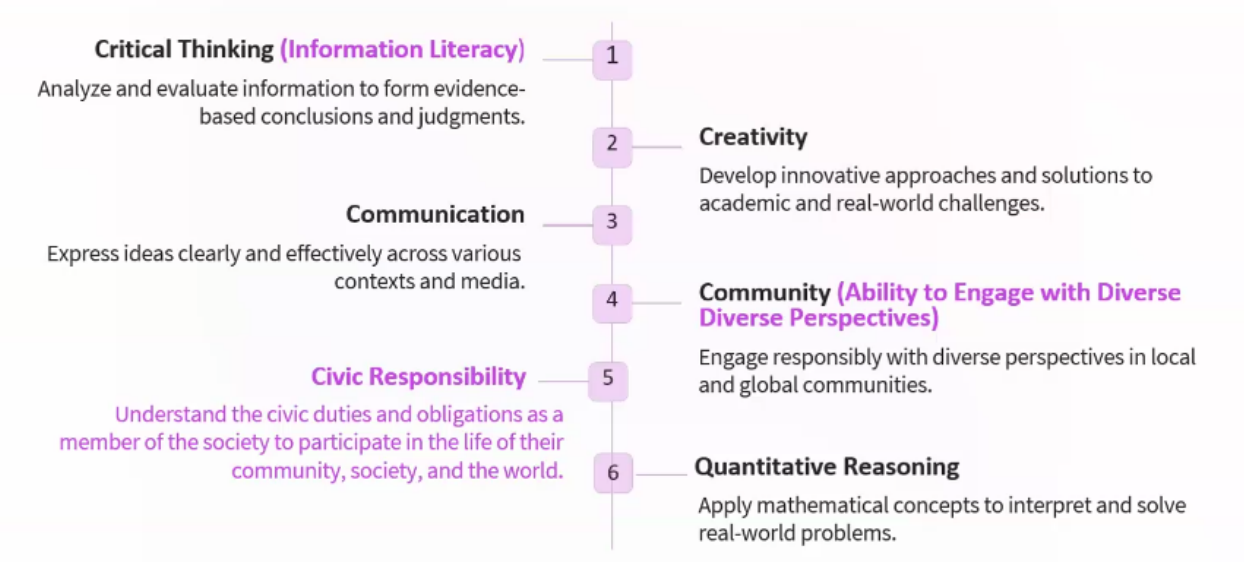 Critical Thinking (Information Literacy)
1
Analyze and evaluate information to form evidence-
based conclusions and judgments.
2
Creativity
Develop innovative approaches and solutions to
academic and real-world challenges.
Communication
3
Express ideas clearly and effectively across various
contexts and media.
4
Community (Ability to Engage with Diverse
Diverse Perspectives)
Engage responsibly with diverse perspectives in local
and global communities.
Civic Responsibility
5
Understand the civic duties and obligations as a
member of the society to participate in the life of their
community, society, and the world.
6
Quantitative Reasoning
Apply mathematical concepts to interpret and solve
real-world problems.